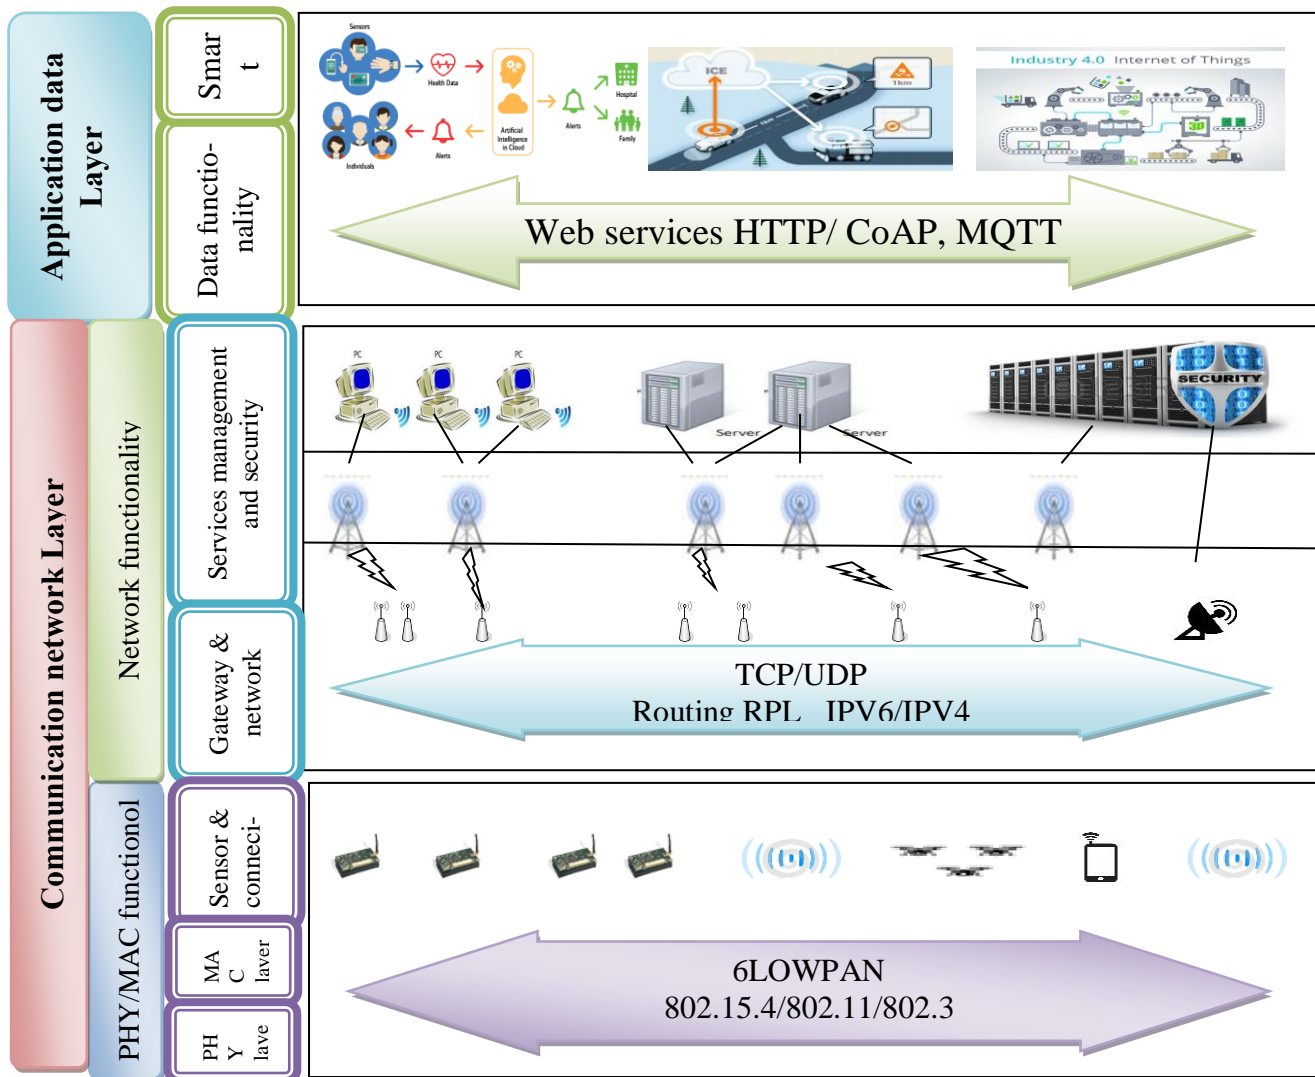 Application data
Layer
Smar
t
Data functio-
nality
Sensors
Health Data
Artificial
Intelligence
in Cloud
Alerts
Hospital
Family
Individuals
Alerts
ICE
1km
1km
Industry 4.0 Internet of Things
3D
Web services HTTP/ CoAP, MQTT
Communication network Layer
Network functionality
Services management
and security
PC
PC
PC
Server
Server
SECURITY
Gateway &
network
TCP/UDP
Routing RPL IPV6/IPV4
PHY/MAC functionol
Sensor &
conneci-
MA
C
layer
PH
Y
lave
6LOWPAN
802.15.4/802.11/802.3